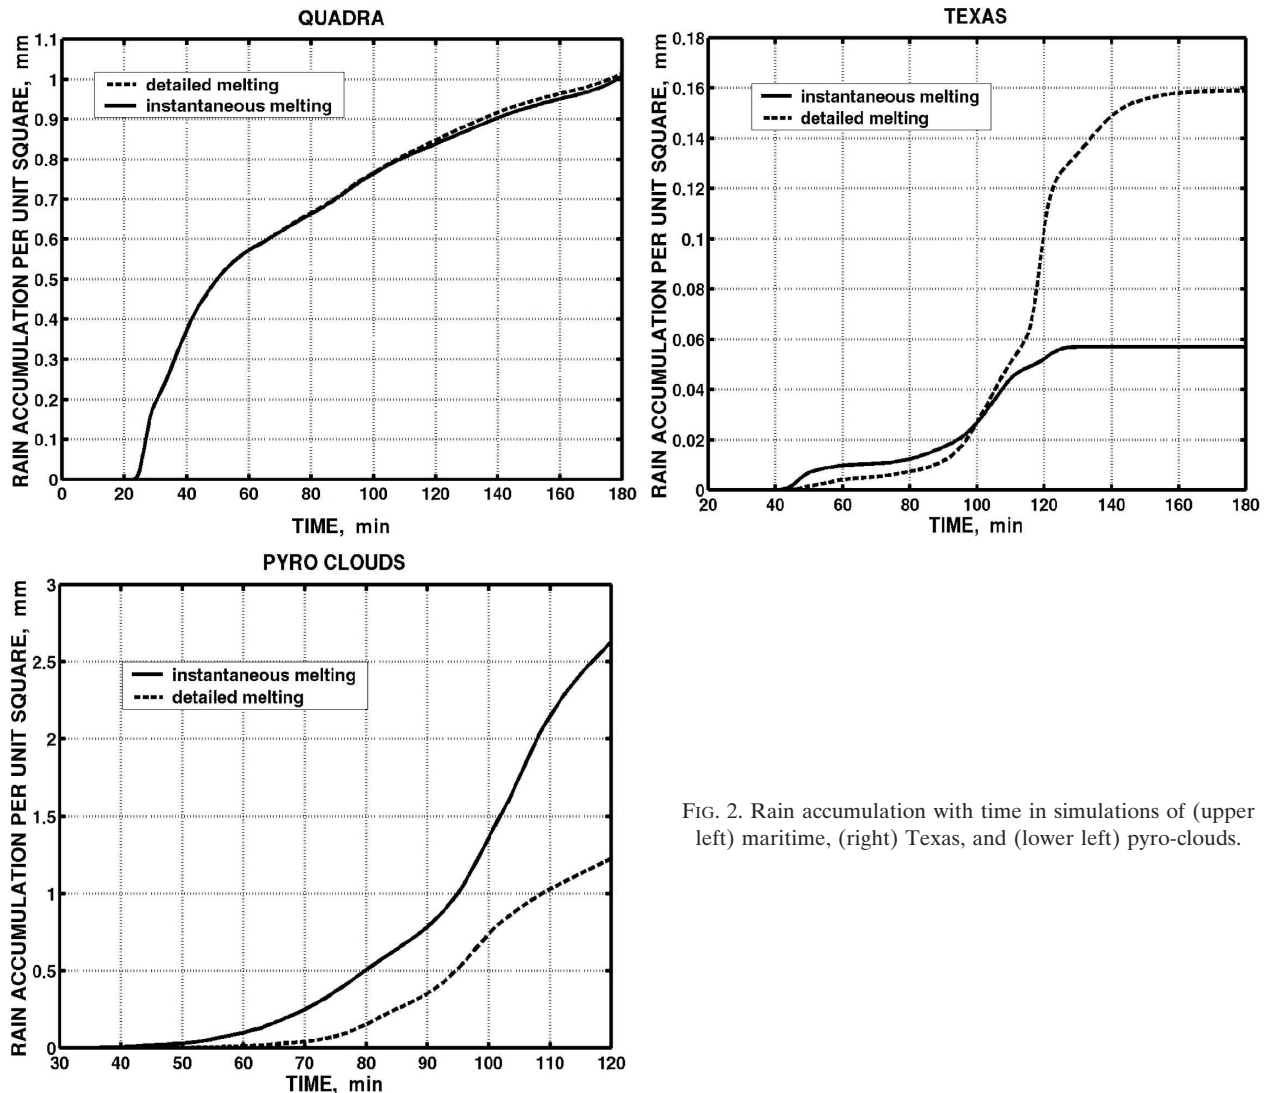 QUADRA
RAIN ACCUMULATION PER UNIT SQUARE, mm
1.1
1
0.9
0.8
0.7
0.6
0.5
0.4
0.3
0.2
0.1
0
detailed melting
instantaneous melting
0 20 40 60 80 100 120 140 160 180
TIME, min
TEXAS
RAIN ACCUMULATION PER UNIT SQUARE, mm
0.18
0.16
0.14
0.12
0.1
0.08
0.06
0.04
0.02
0
instantaneous melting
detailed melting
20 40 60 80 100 120 140 160 180
TIME, min
PYRO CLOUDS
RAIN ACCUMULATION PER UNIT SQUARE, mm
3
2.5
2
1.5
1
0.5
0
instantaneous melting
detailed melting
30 40 50 60 70 80 90 100 110 120
TIME, min
FIG. 2. Rain accumulation with time in simulations of (upper
left) maritime, (right) Texas, and (lower left) pyro-clouds.